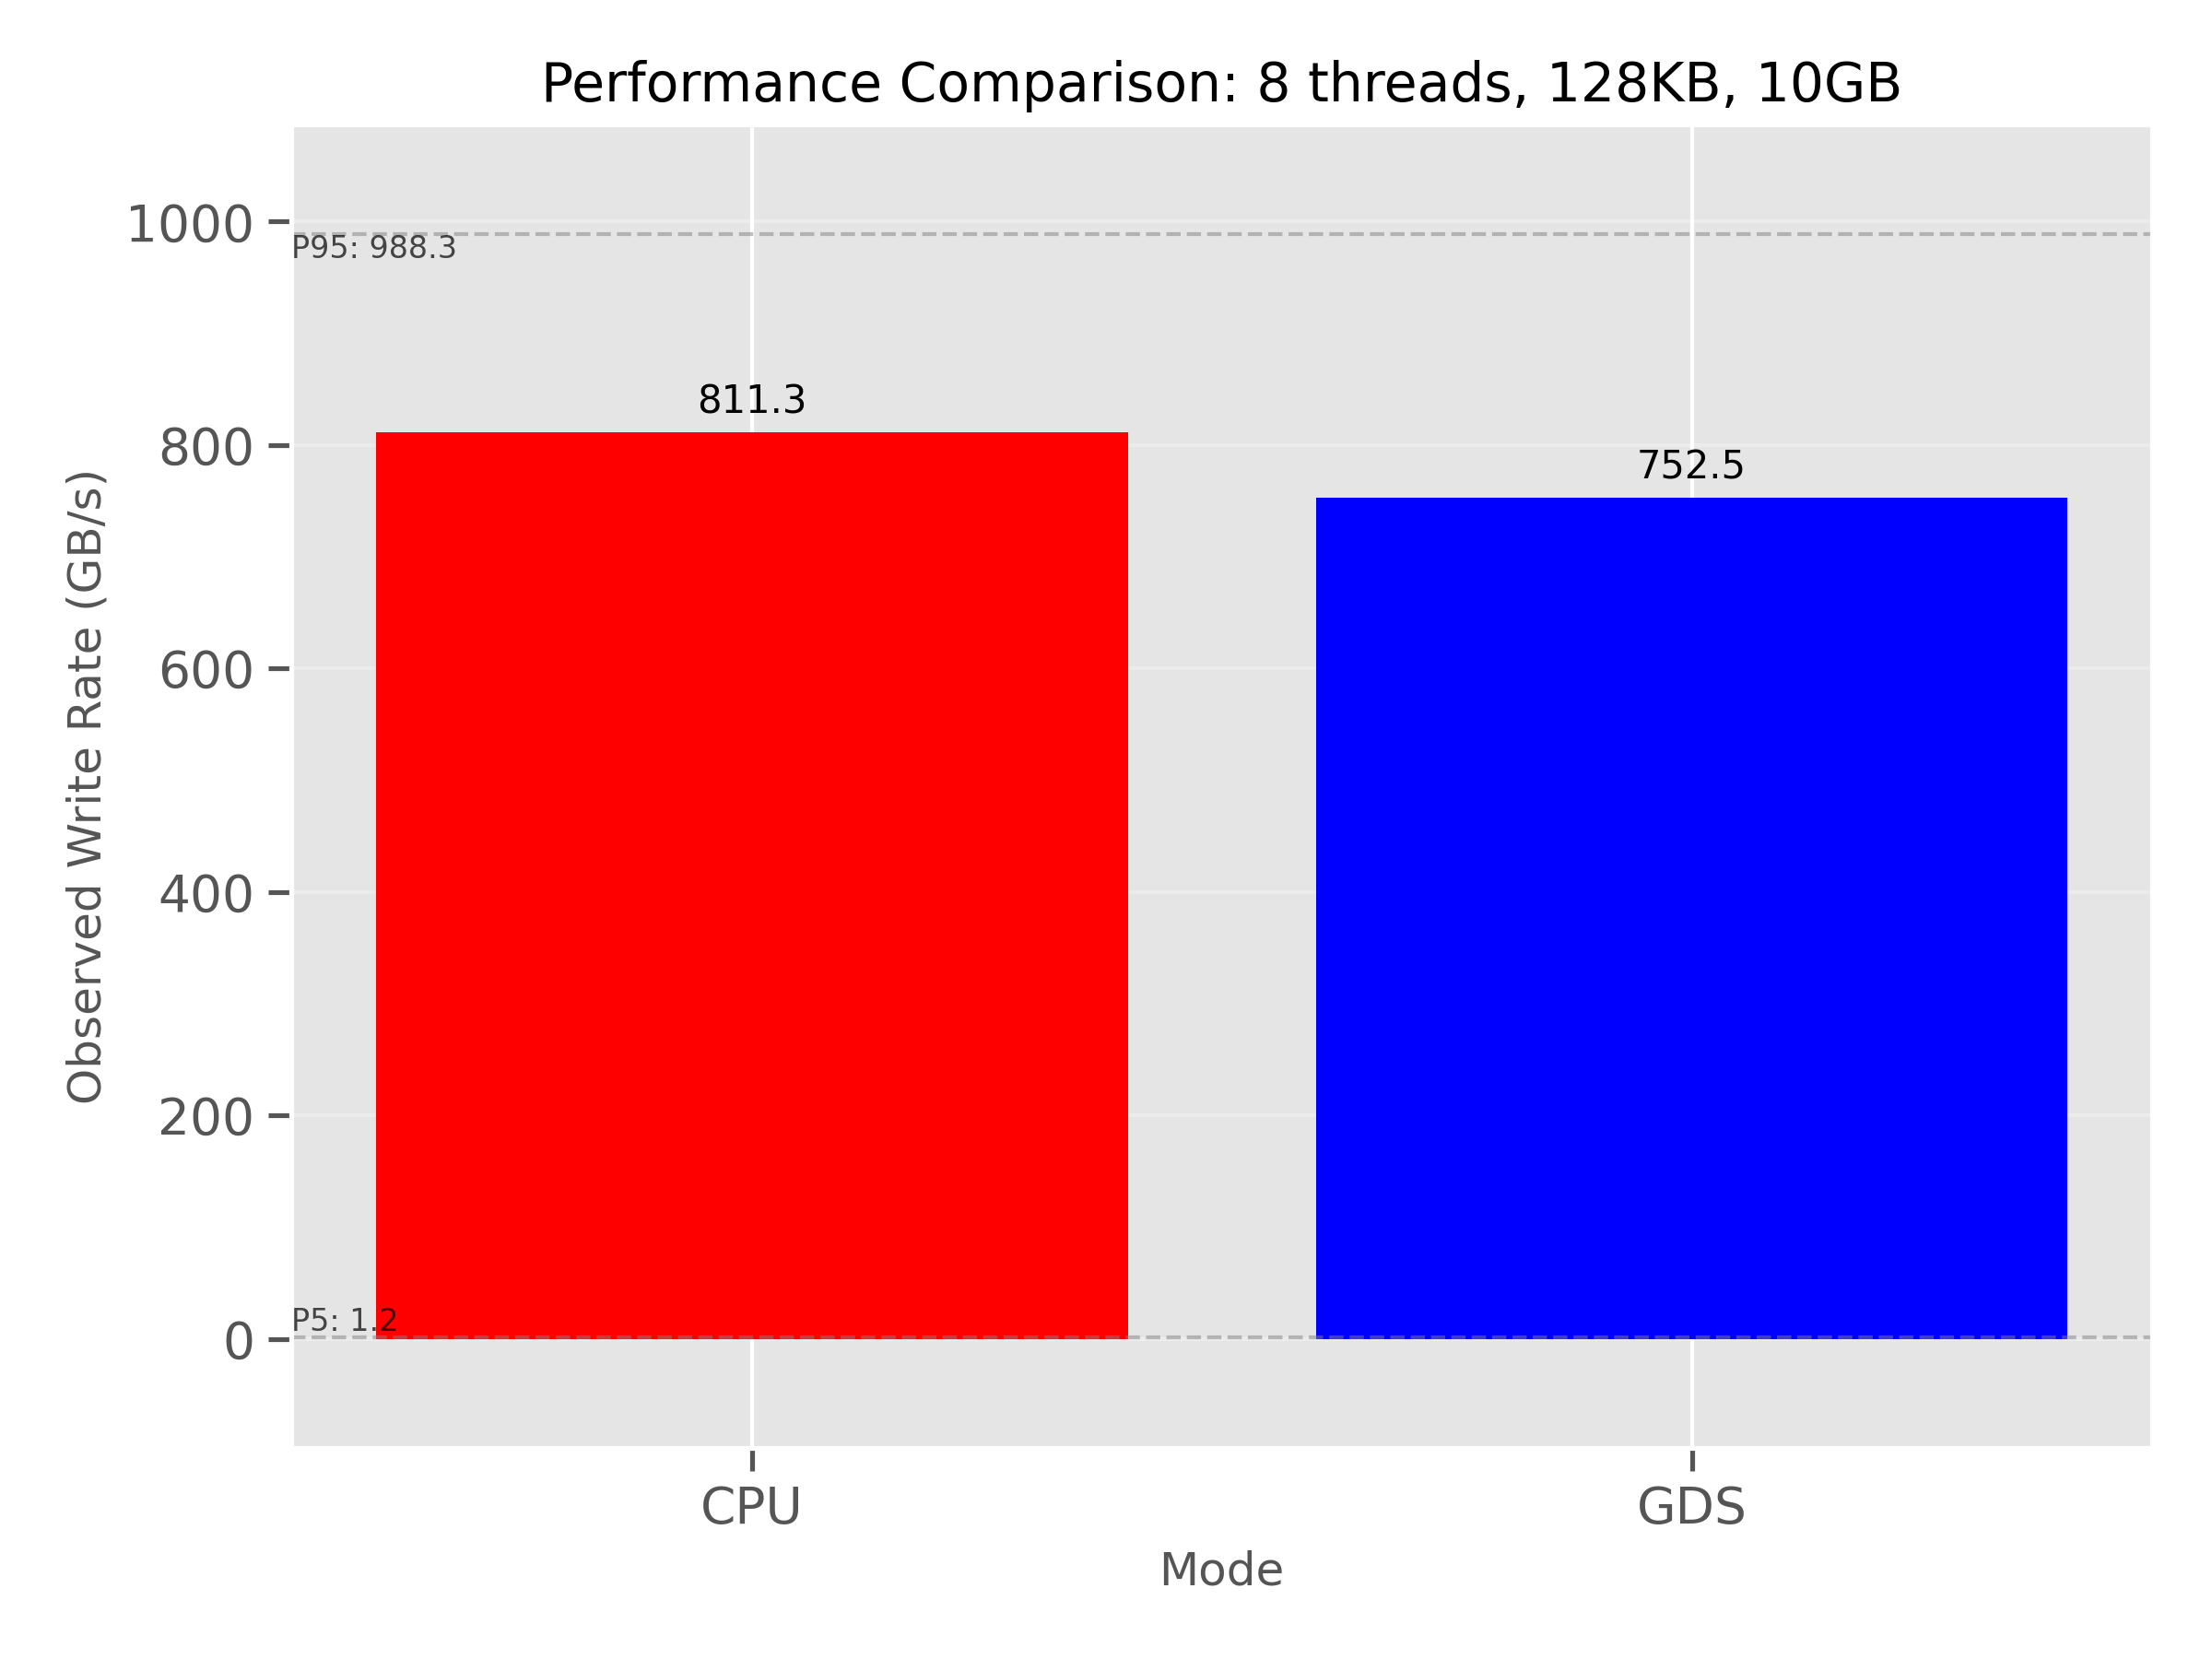 Performance Comparison: 8 threads, 128KB, 10GB
Observed Write Rate (GB/s)
1000
800
600
400
200
0
P95: 988.3
811.3
752.5
P5: 1.2
CPU
GDS
Mode